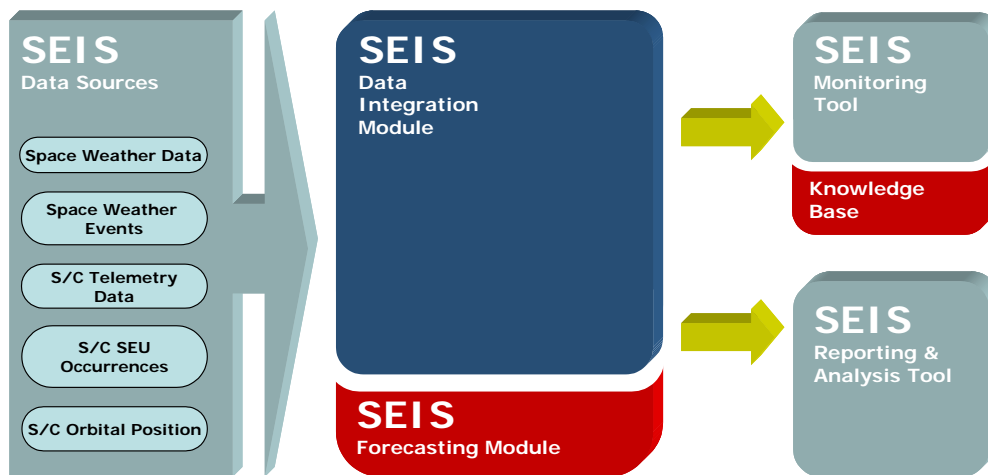 SEIS
Data Sources
Space Weather Data
Space Weather
Events
S/C Telemetry
Data
S/C SEU
Occurrences
S/C Orbital Position
SEIS
Data
Integration
Module
SEIS
Forecasting Module
SEIS
Monitoring
Tool
Knowledge
Base
SEIS
Reporting &
Analysis Tool